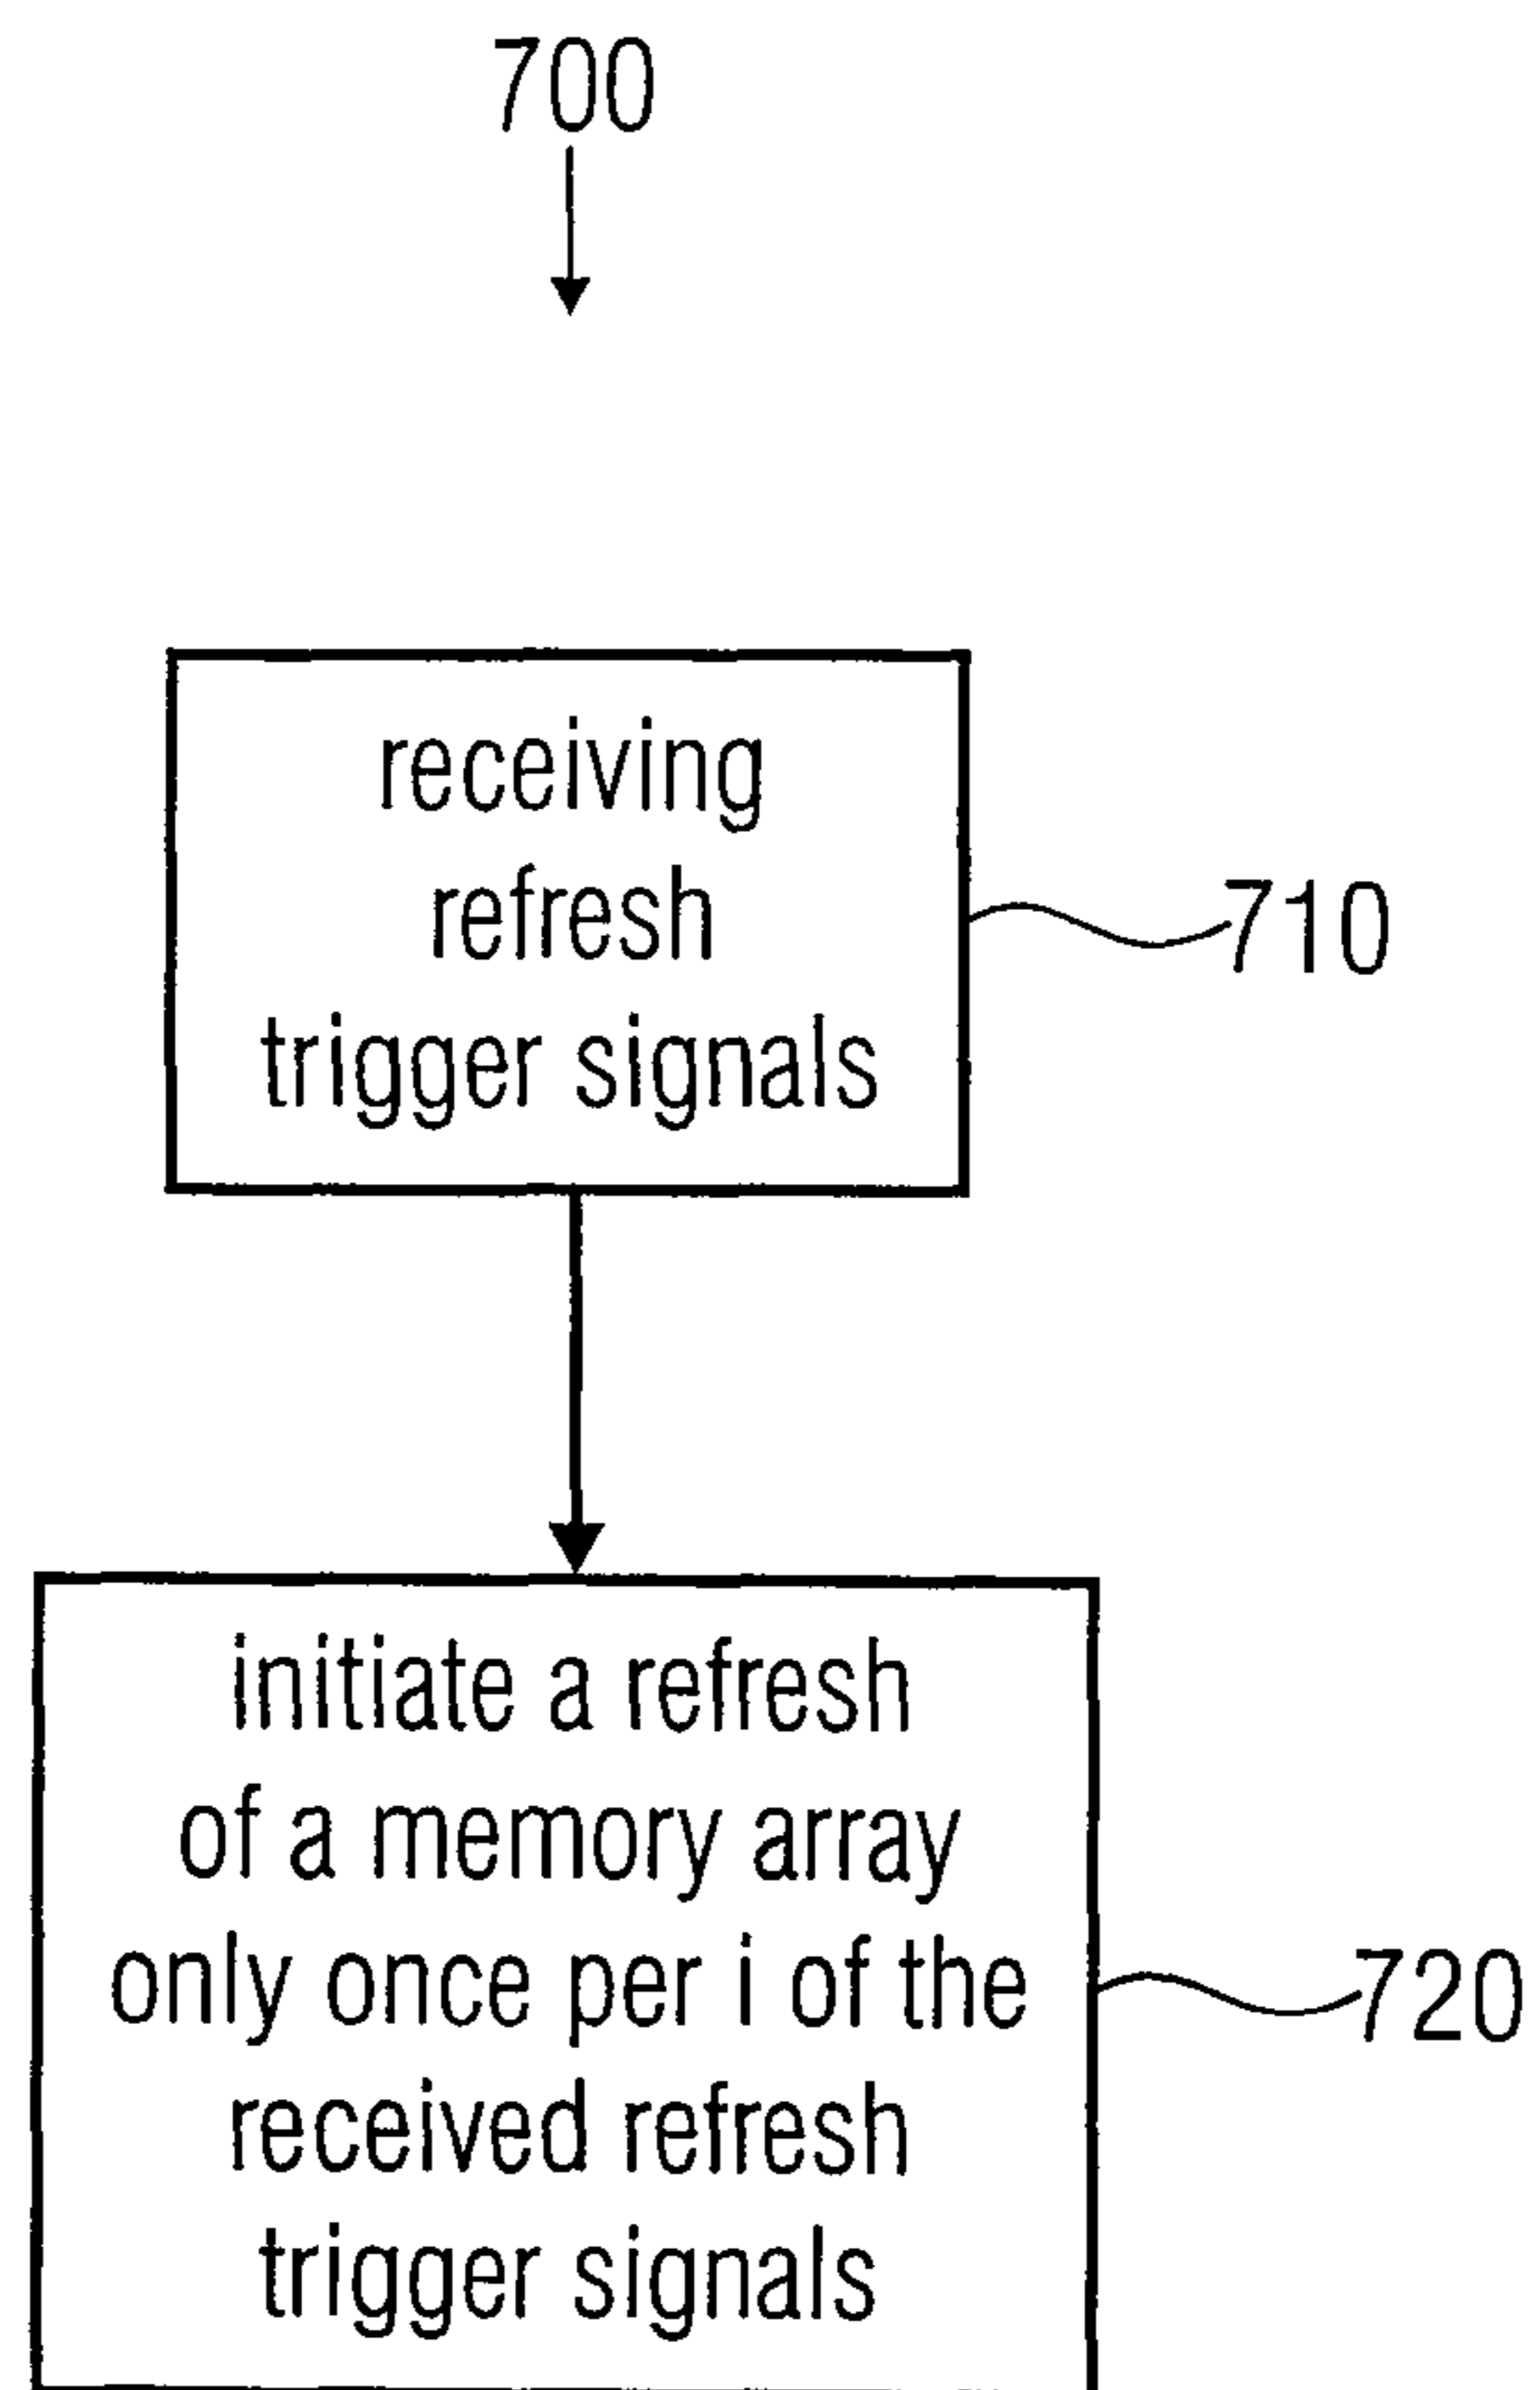 700
receiving
refresh
trigger signals
710
initiate a refresh
of a memory array
only once per i of the
received refresh
trigger signals
720